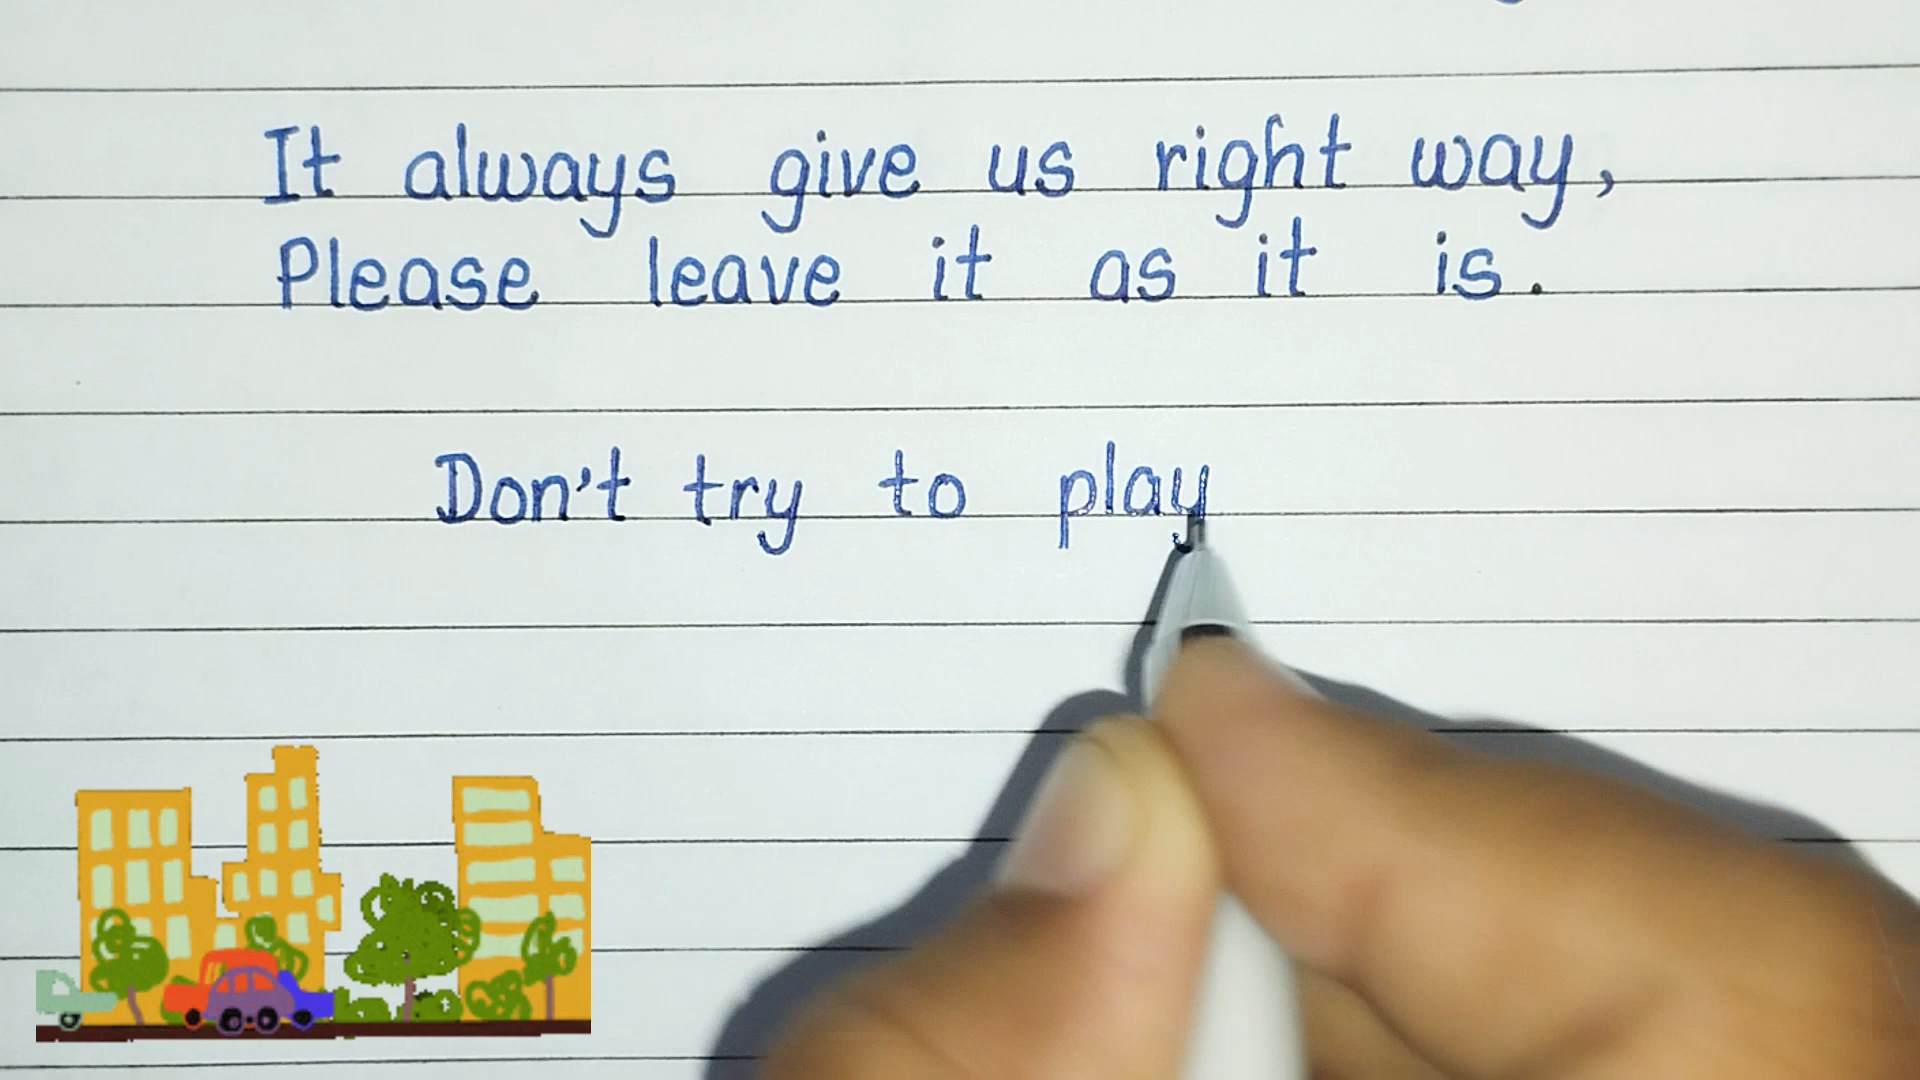 It always give us right way,
Please leave it as it is.
Don't try to play